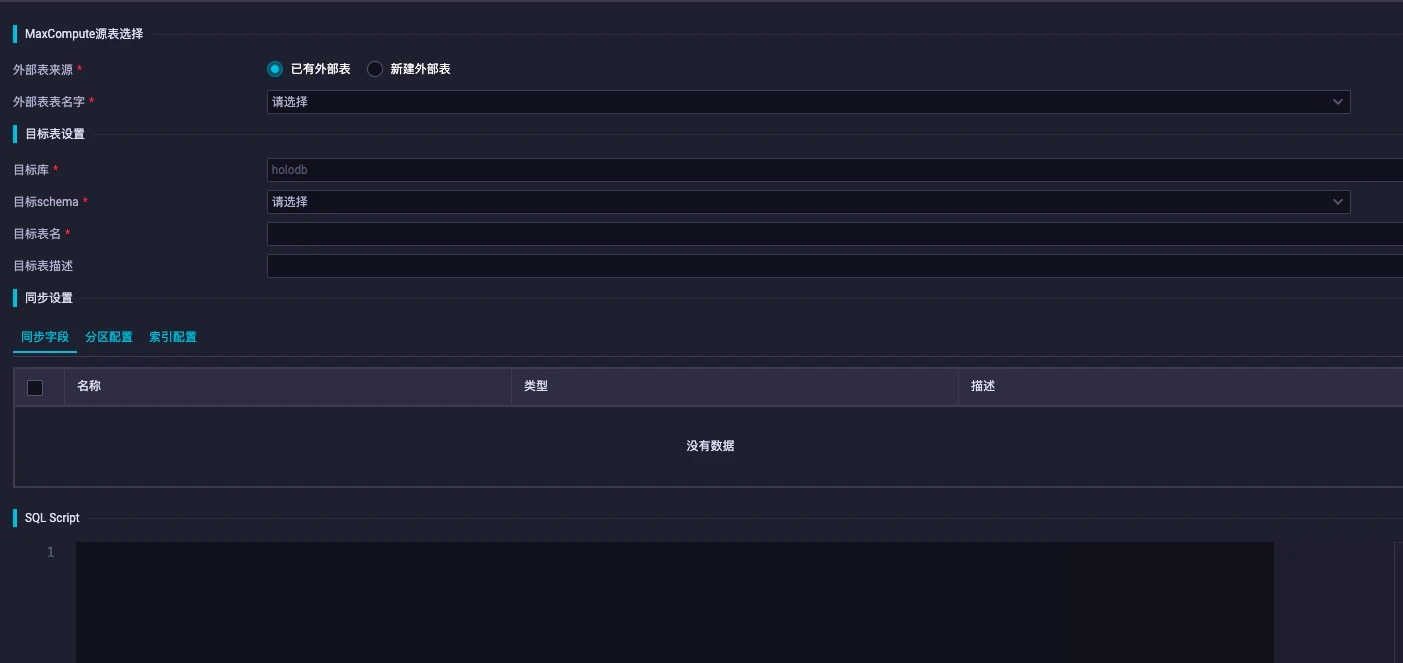 MaxCompute源表选择
外部表来源 * 已有外部表 新建外部表
外部表表名字 * 请选择
目标表设置
目标库 * holodb
目标schema * 请选择
目标表名 *
目标表描述
同步设置
同步字段 分区配置 索引配置
名称 类型 描述
没有数据
SQL Script
1